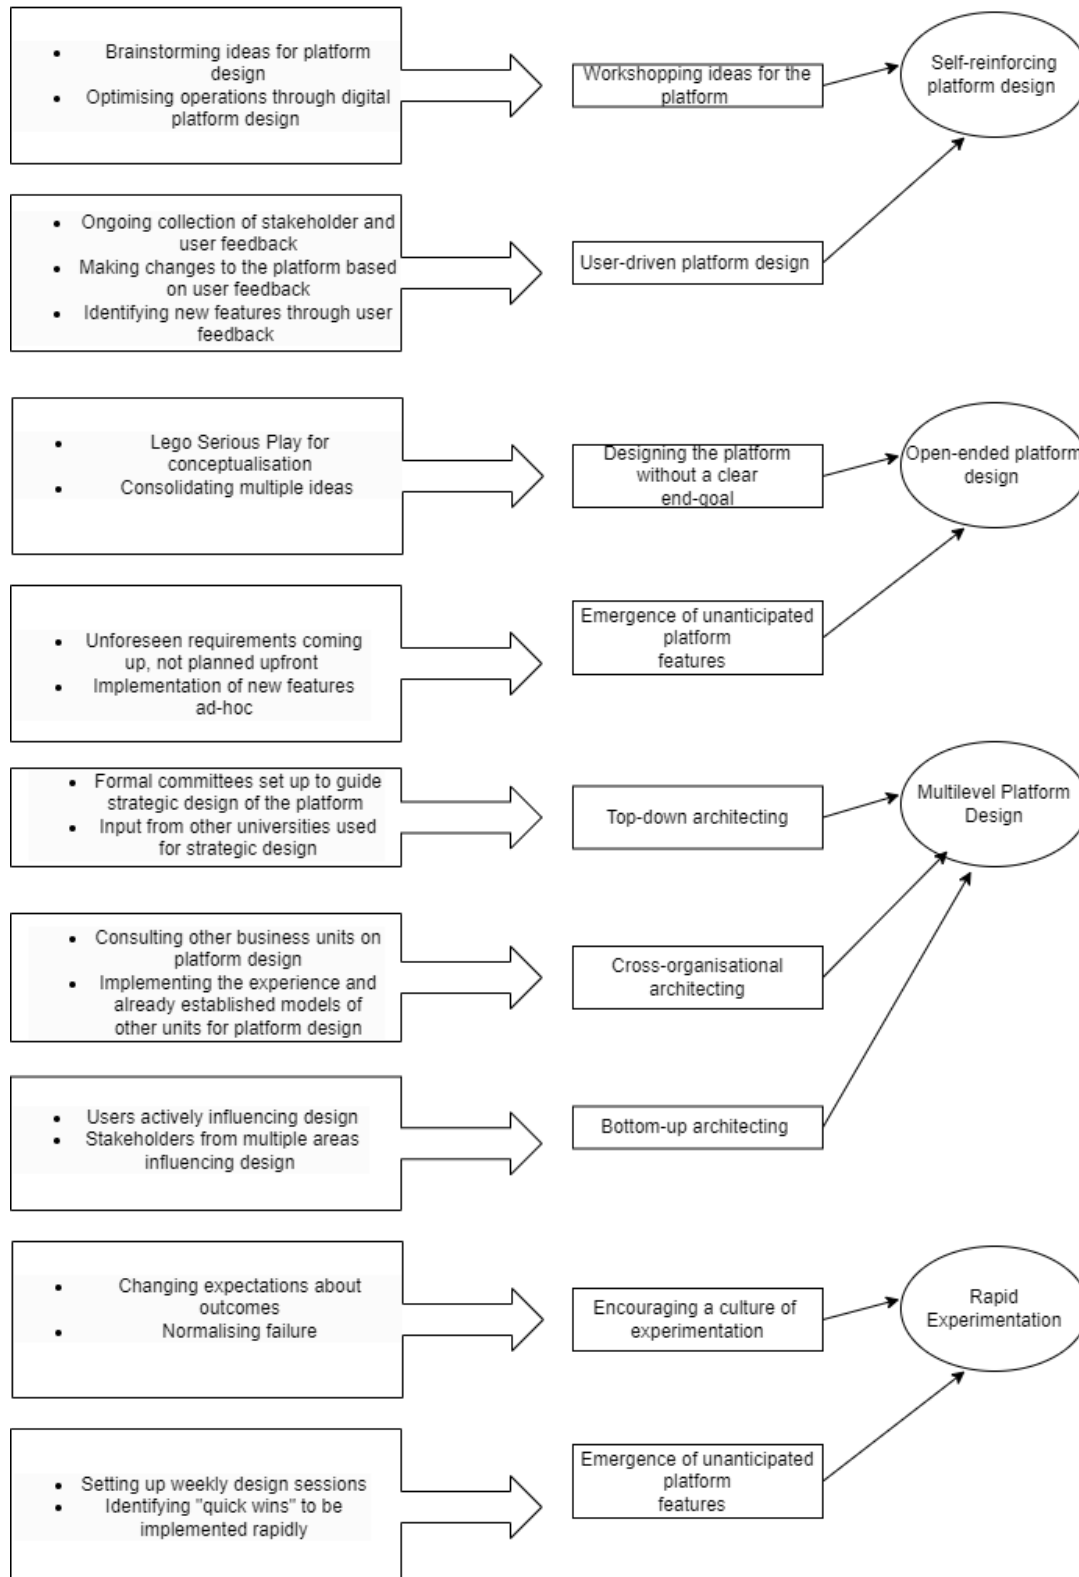 • Brainstorming ideas for platform
design
• Optimising operations through digital
platform design
Workshopping ideas for the
platform
Self-reinforcing
platform design
• Ongoing collection of stakeholder and
user feedback
• Making changes to the platform based
on user feedback
• Identifying new features through user
feedback
User-driven platform design
• Lego Serious Play for
conceptualisation
• Consolidating multiple ideas
Designing the platform
without a clear
end-goal
Open-ended platform
design
• Unforeseen requirements coming
up, not planned upfront
• Implementation of new features
ad-hoc
Emergence of unanticipated
platform
features
• Formal committees set up to guide
strategic design of the platform
• Input from other universities used
for strategic design
Top-down architecting
Multilevel Platform
Design
• Consulting other business units on
platform design
• Implementing the experience and
already established models of
other units for platform design
Cross-organisational
architecting
• Users actively influencing design
• Stakeholders from multiple areas
influencing design
Bottom-up architecting
• Changing expectations about
outcomes
• Normalising failure
Encouraging a culture of
experimentation
Rapid
Experimentation
• Setting up weekly design sessions
• Identifying "quick wins" to be
implemented rapidly
Emergence of unanticipated
platform
features